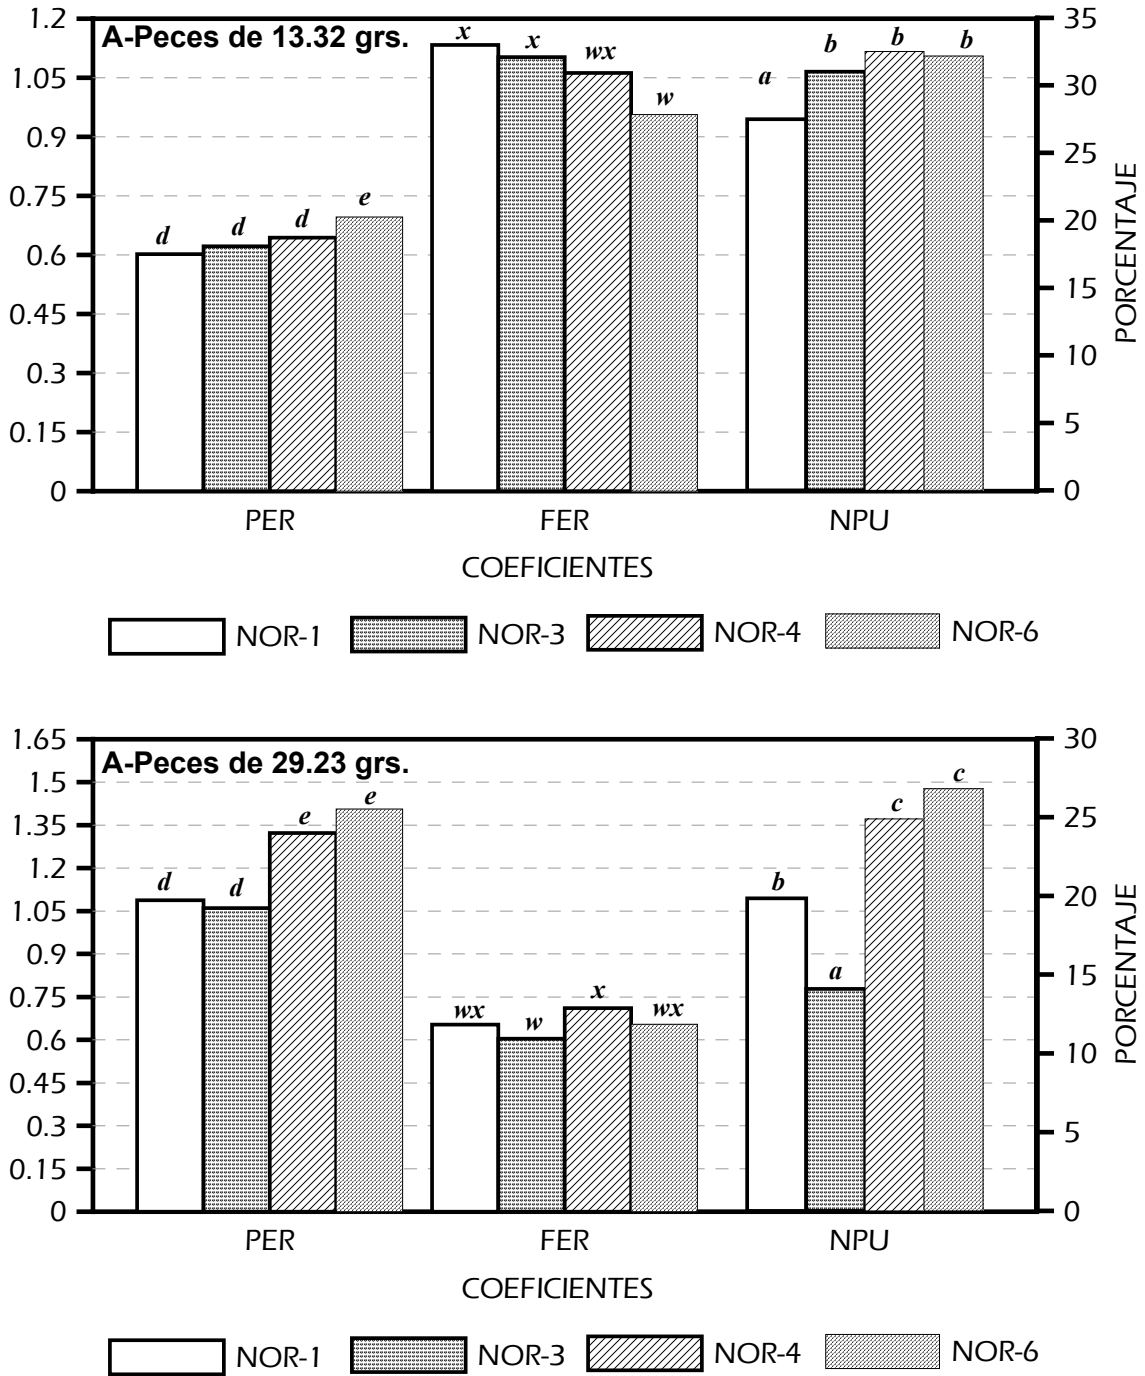 A-Peces de 13.32 grs.
1.2
1.05
0.9
0.75
0.6
0.45
0.3
0.15
0
d d d e
x x wx w
a b b b
35
30
25
20
15
10
5
0
PORCENTAJE
PER FER NPU
COEFICIENTES
NOR-1 NOR-3 NOR-4 NOR-6
A-Peces de 29.23 grs.
1.65
1.5
1.35
1.2
1.05
0.9
0.75
0.6
0.45
0.3
0.15
0
d d e e
wx w x wx
b a c c
30
25
20
15
10
5
0
PORCENTAJE
PER FER NPU
COEFICIENTES
NOR-1 NOR-3 NOR-4 NOR-6